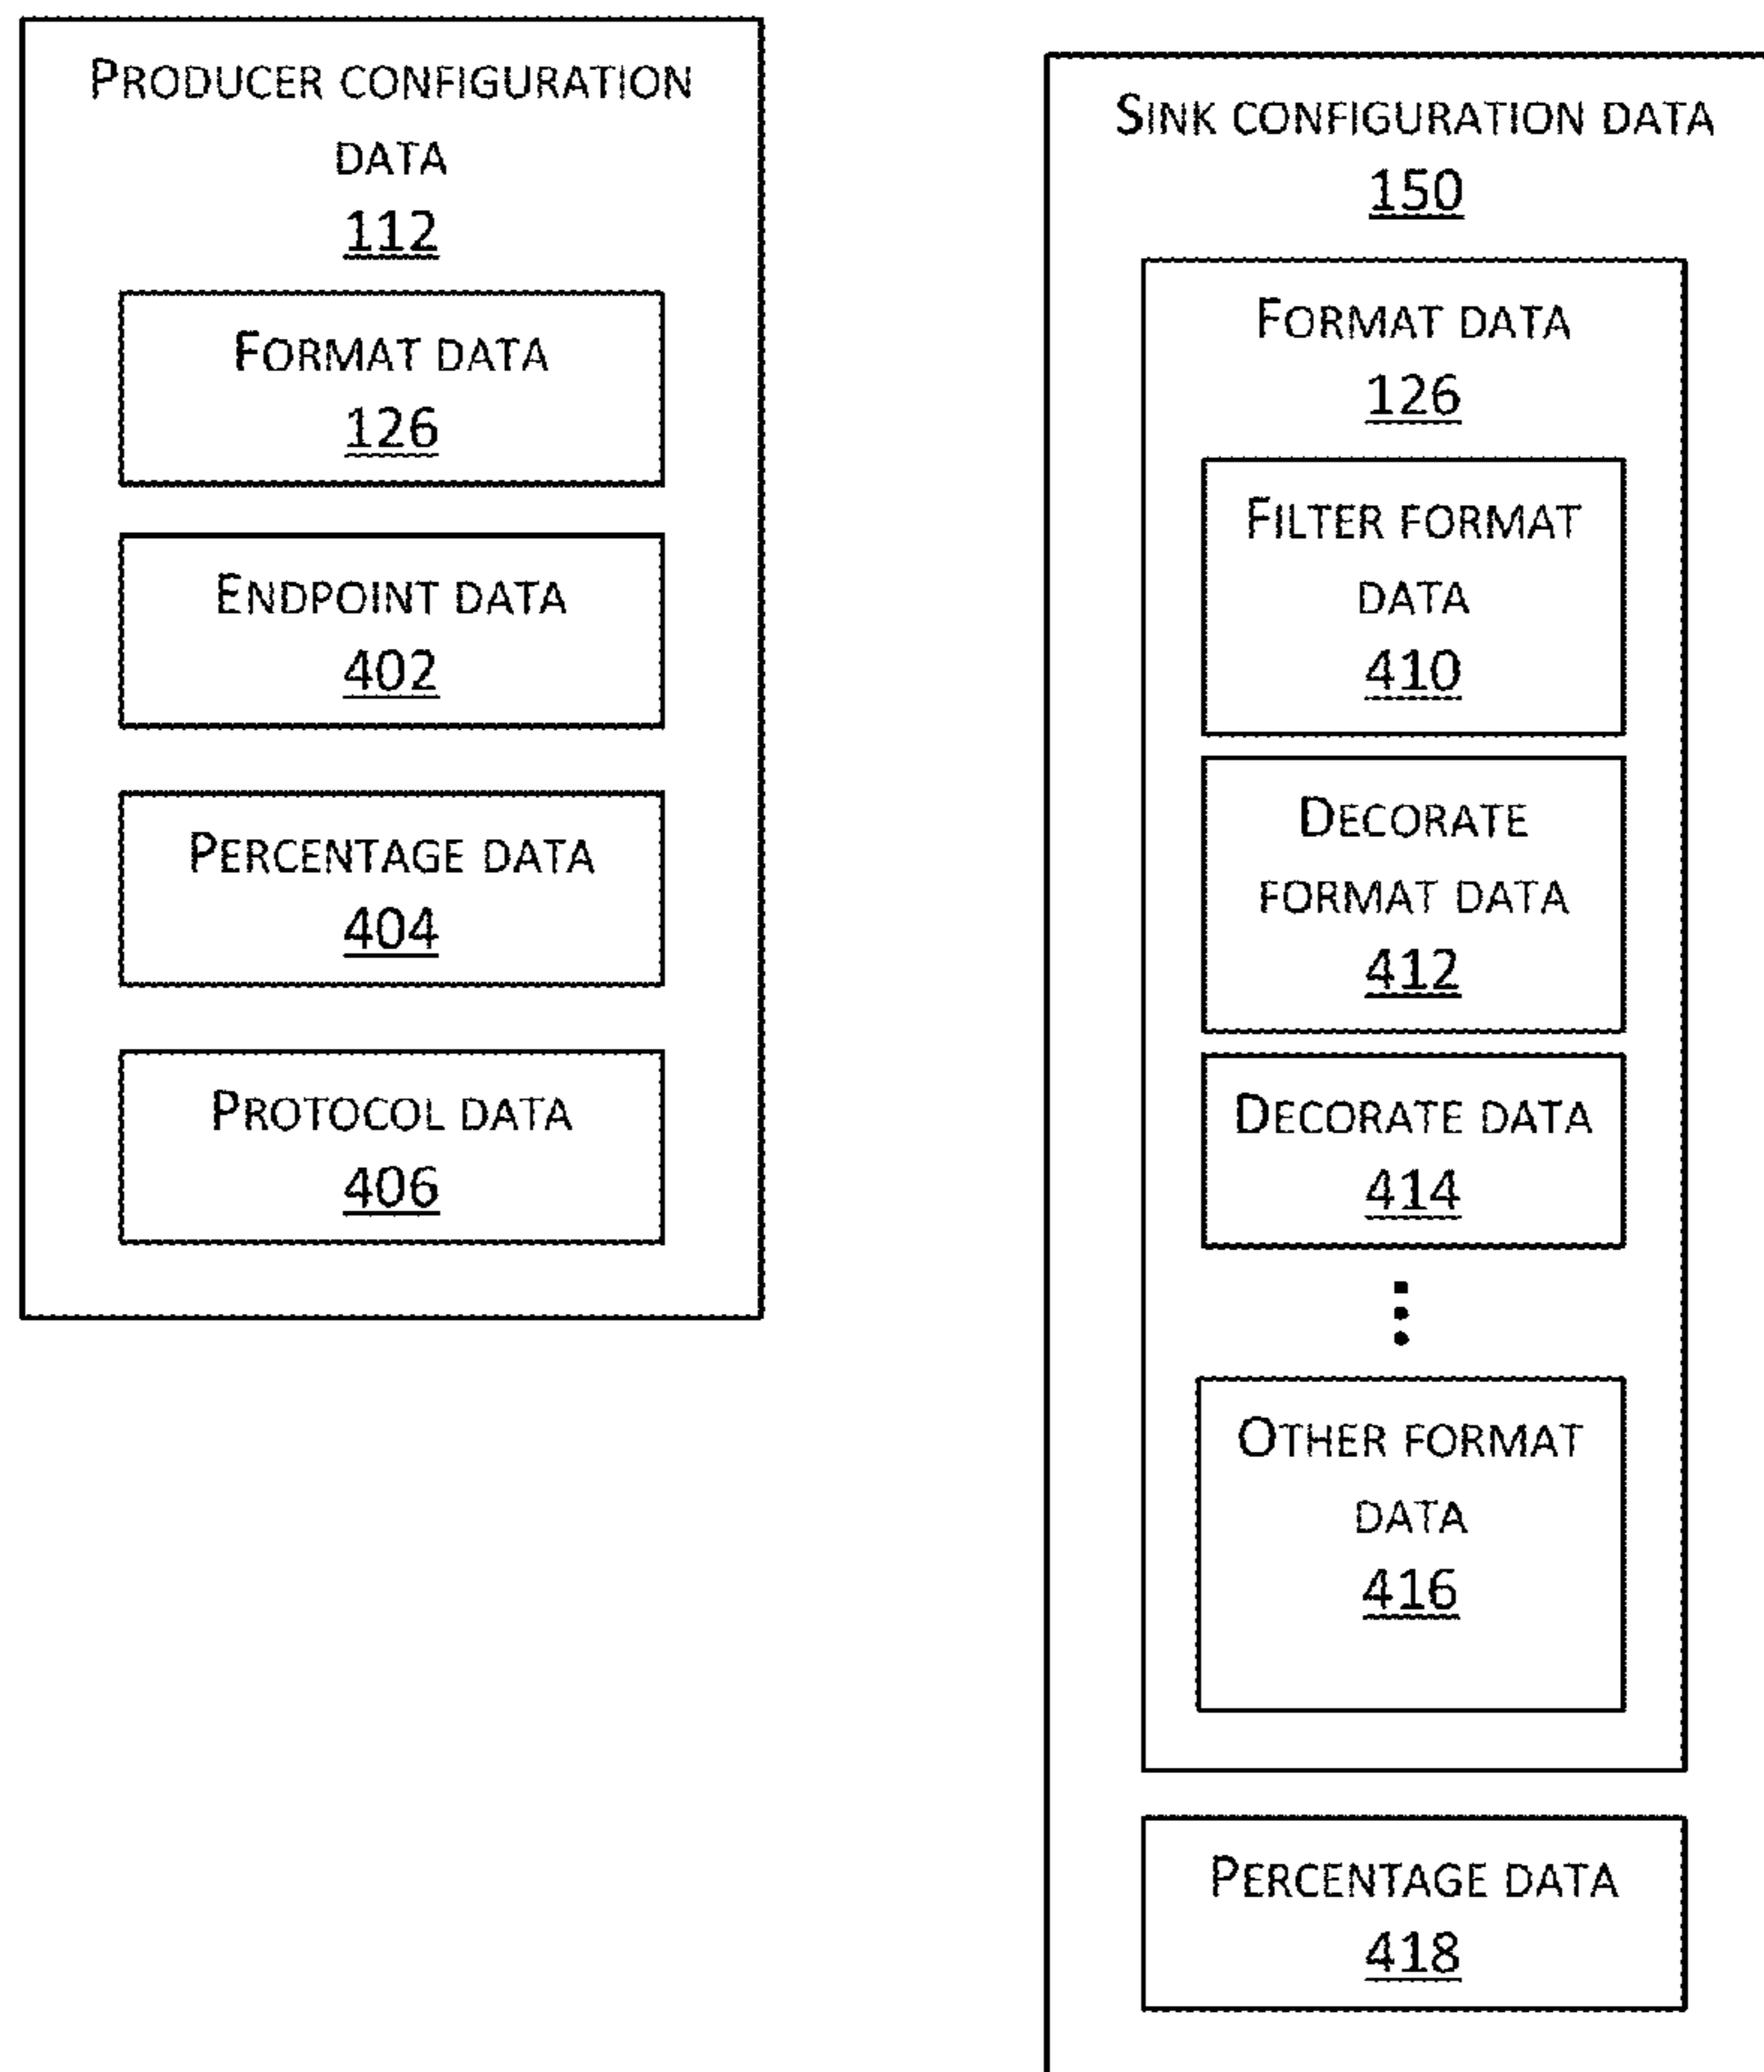 PRODUCER CONFIGURATION
DATA
112
FORMAT DATA
126
ENDPOINT DATA
402
PERCENTAGE DATA
404
PROTOCOL DATA
406
SINK CONFIGURATION DATA
150
FORMAT DATA
126
FILTER FORMAT
DATA
410
DECORATE
FORMAT DATA
412
DECORATE DATA
414
OTHER FORMAT
DATA
416
PERCENTAGE DATA
418